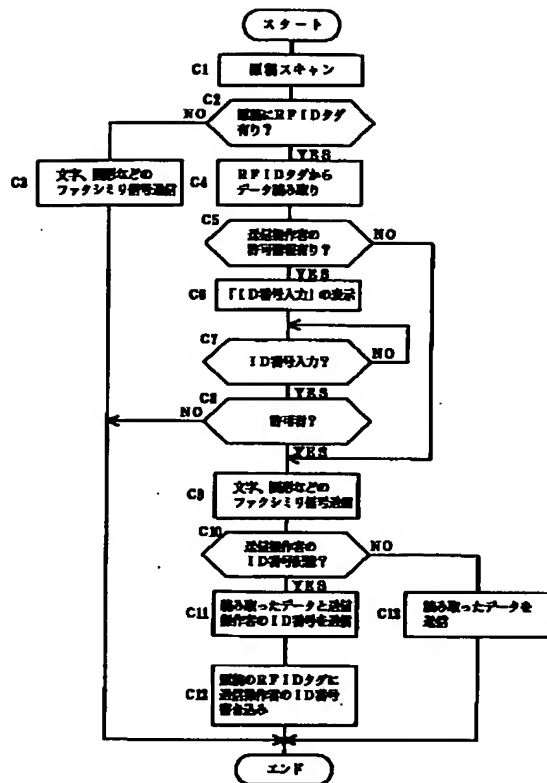 スタート
C1
原稿スキャン
C2
NO
原稿にRFIDタグ
有り?
YES
C3
文字、図形などの
ファクシミリ信号送信
C4
RFIDタグから
データ読み取り
C5
送信操作者の
許可情報有り?
NO
YES
C6
「ID番号入力」の表示
C7
ID番号入力?
NO
YES
C8
NO
許可者?
YES
C9
文字、図形などの
ファクシミリ信号送信
C10
送信操作者の
ID番号記憶?
NO
YES
C11
読み取ったデータと送信
操作者のID番号を送信
C13
読み取ったデータを
送信
C12
原稿のRFIDタグに
送信操作者のID番号
書き込み
エンド